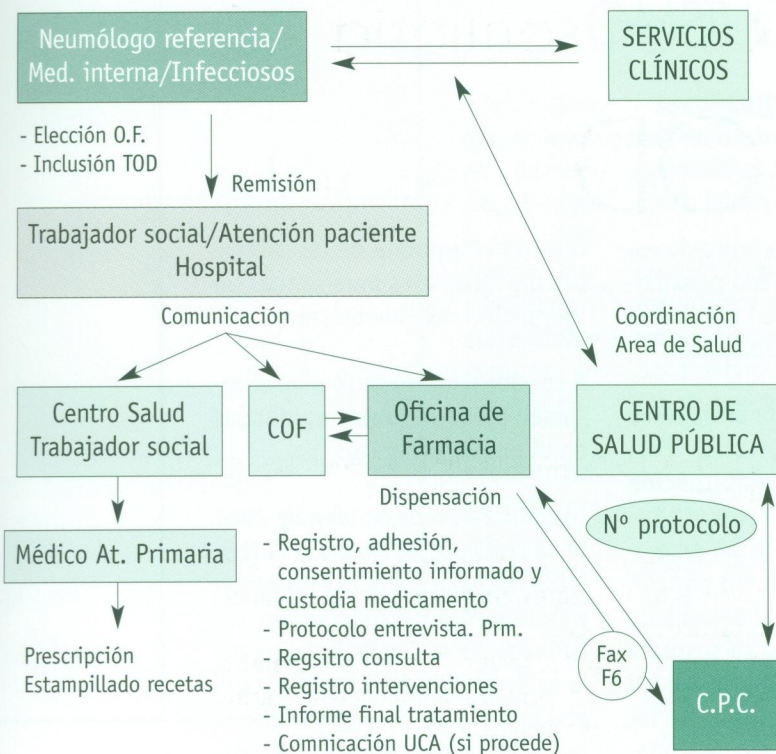 Neumólogo referencia/
Med. interna/Infecciosos
SERVICIOS
CLÍNICOS
- Elección O.F.
- Inclusión TOD
Remisión
Trabajador social/Atención paciente
Hospital
Comunicación
Coordinación
Area de Salud
Centro Salud
Trabajador social
COF
Oficina de
Farmacia
CENTRO DE
SALUD PÚBLICA
Dispensación
Nº protocolo
Médico At. Primaria
- Registro, adhesión,
consentimiento informado y
custodia medicamento
- Protocolo entrevista. Prm.
- Regsitro consulta
- Registro intervenciones
- Informe final tratamiento
- Comnicación UCA (si procede)
Prescripción
Estampillado recetas
Fax
F6
C.P.C.